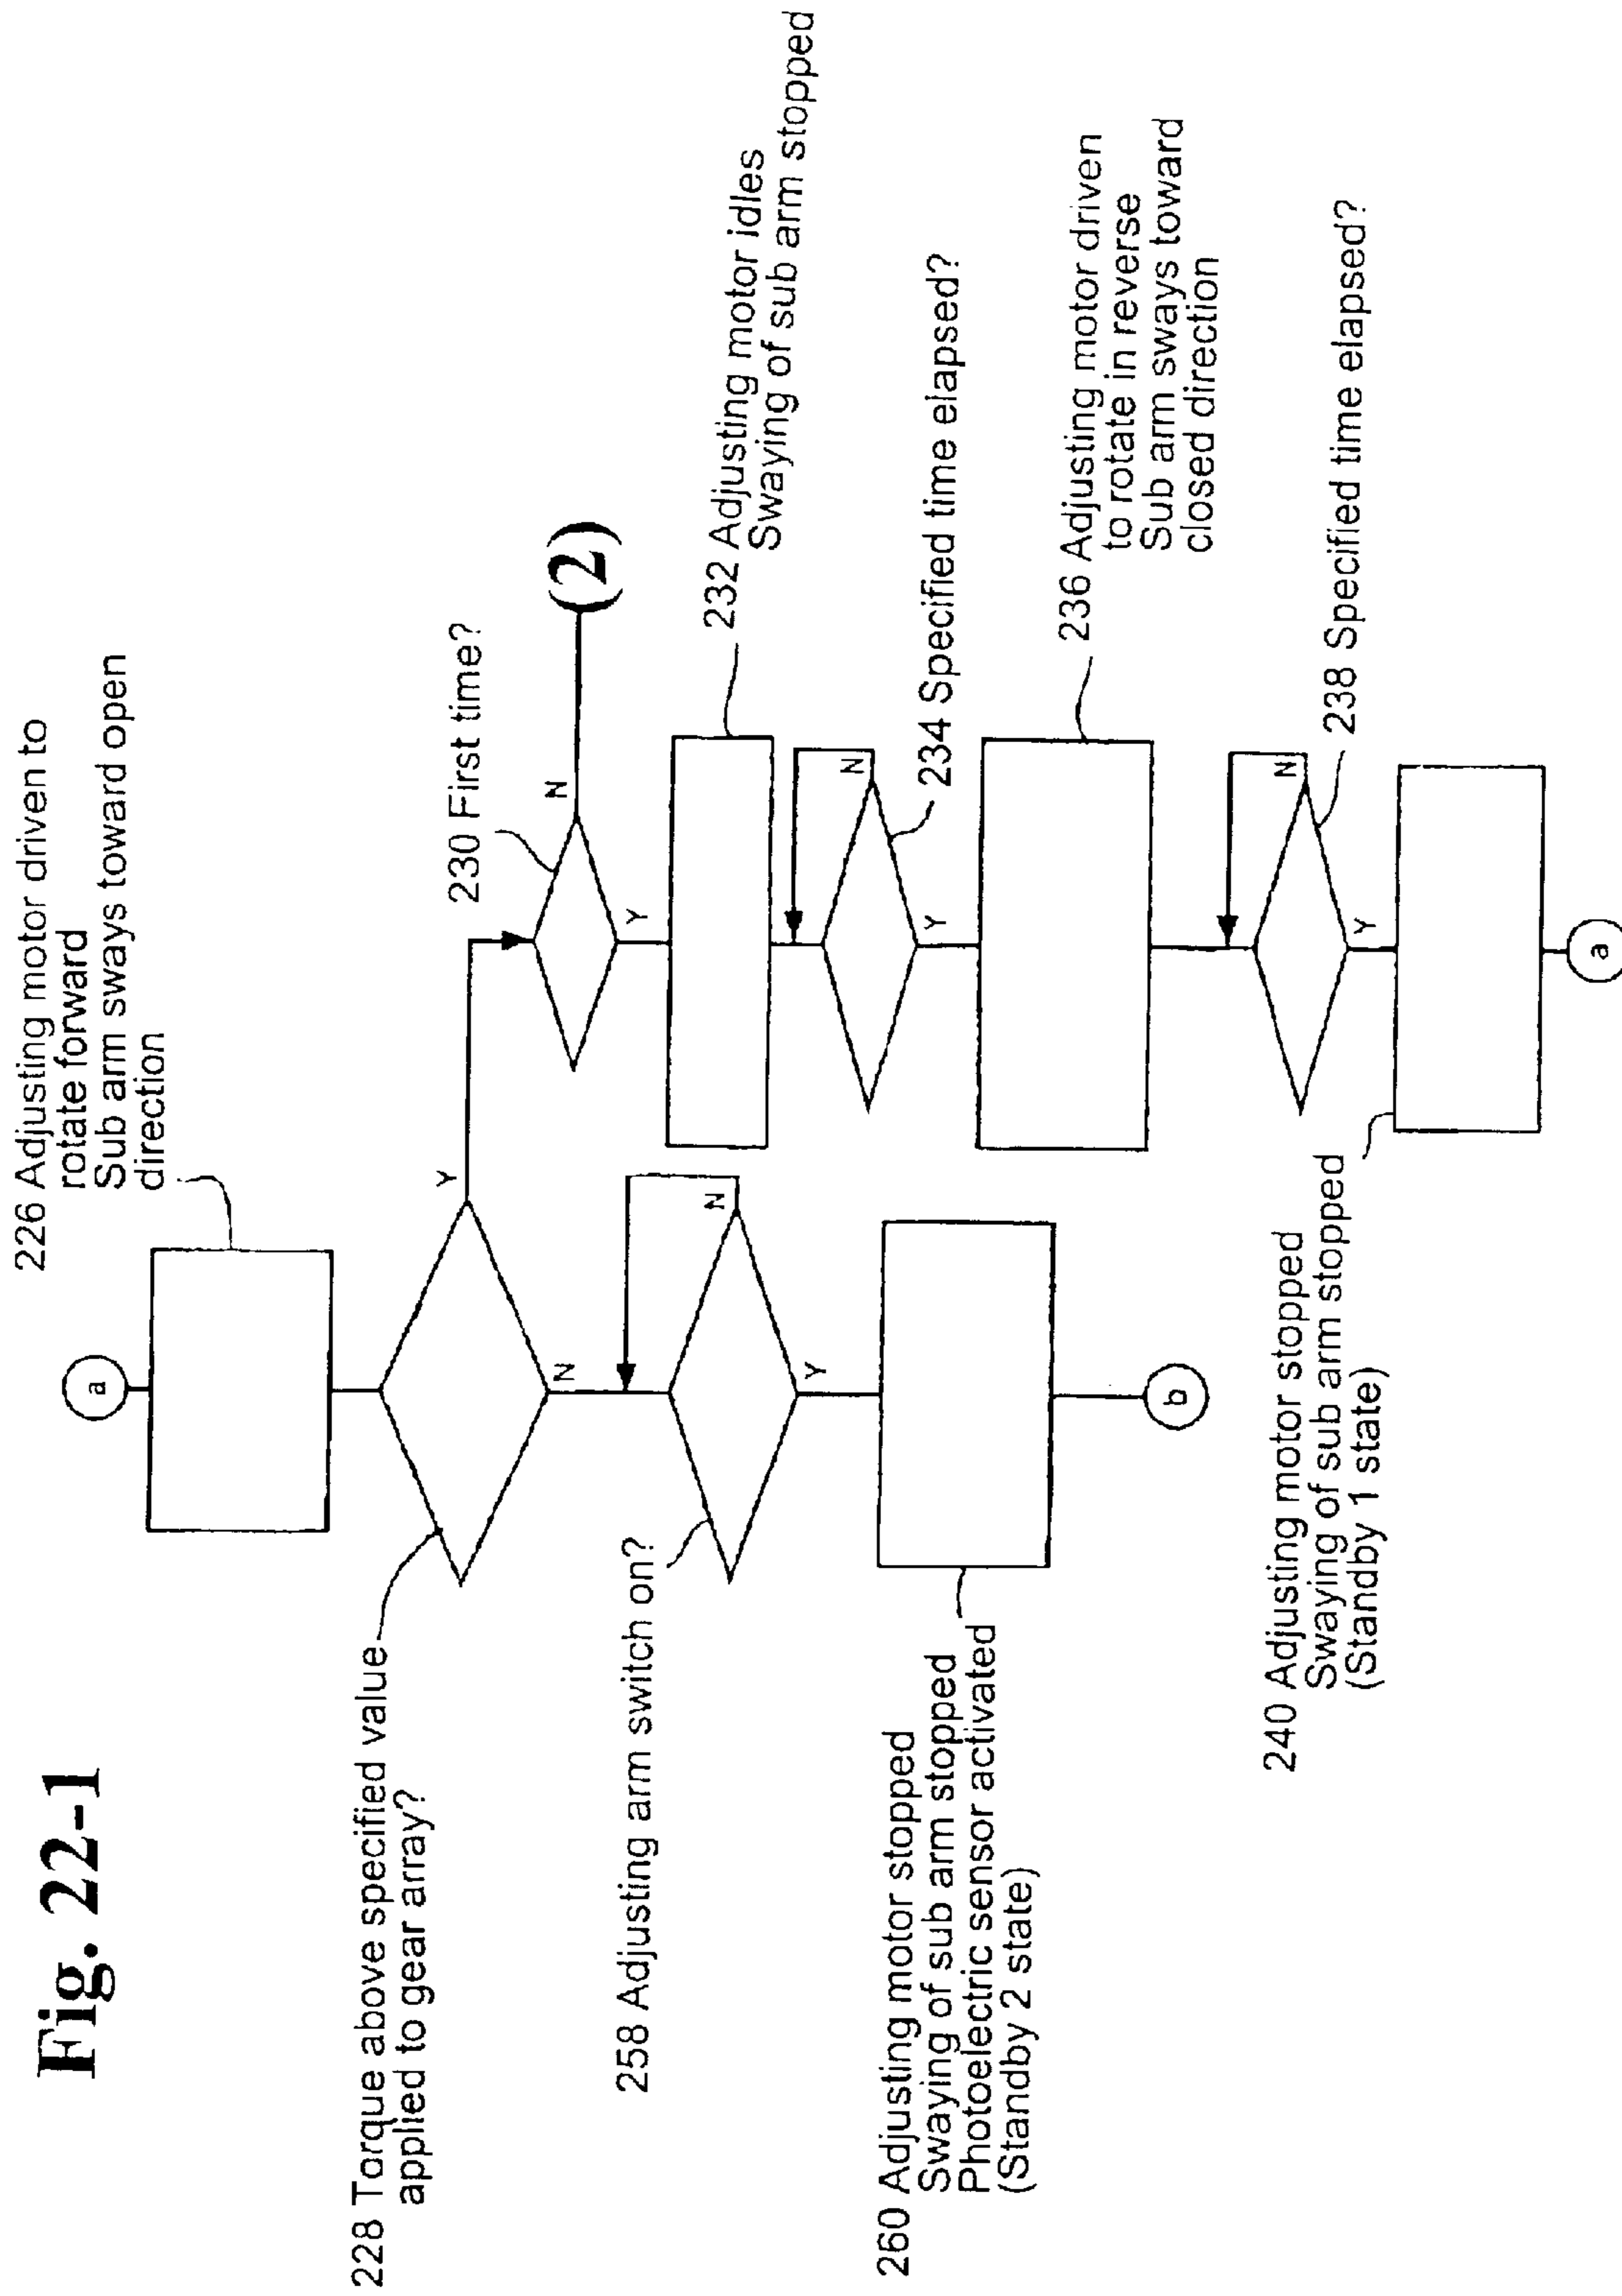 Fig. 22-1
a
226 Adjusting motor driven to
rotate forward
Sub arm sways toward open
direction
228 Torque above specified value
applied to gear array?
Y
N
230 First time?
N
(2)
Y
258 Adjusting arm switch on?
N
Y
232 Adjusting motor idles
Swaying of sub arm stopped
234 Specified time elapsed?
N
Y
260 Adjusting motor stopped
Swaying of sub arm stopped
Photoelectric sensor activated
(Standby 2 state)
b
236 Adjusting motor driven
to rotate in reverse
Sub arm sways toward
closed direction
238 Specified time elapsed?
N
Y
240 Adjusting motor stopped
Swaying of sub arm stopped
(Standby 1 state)
a